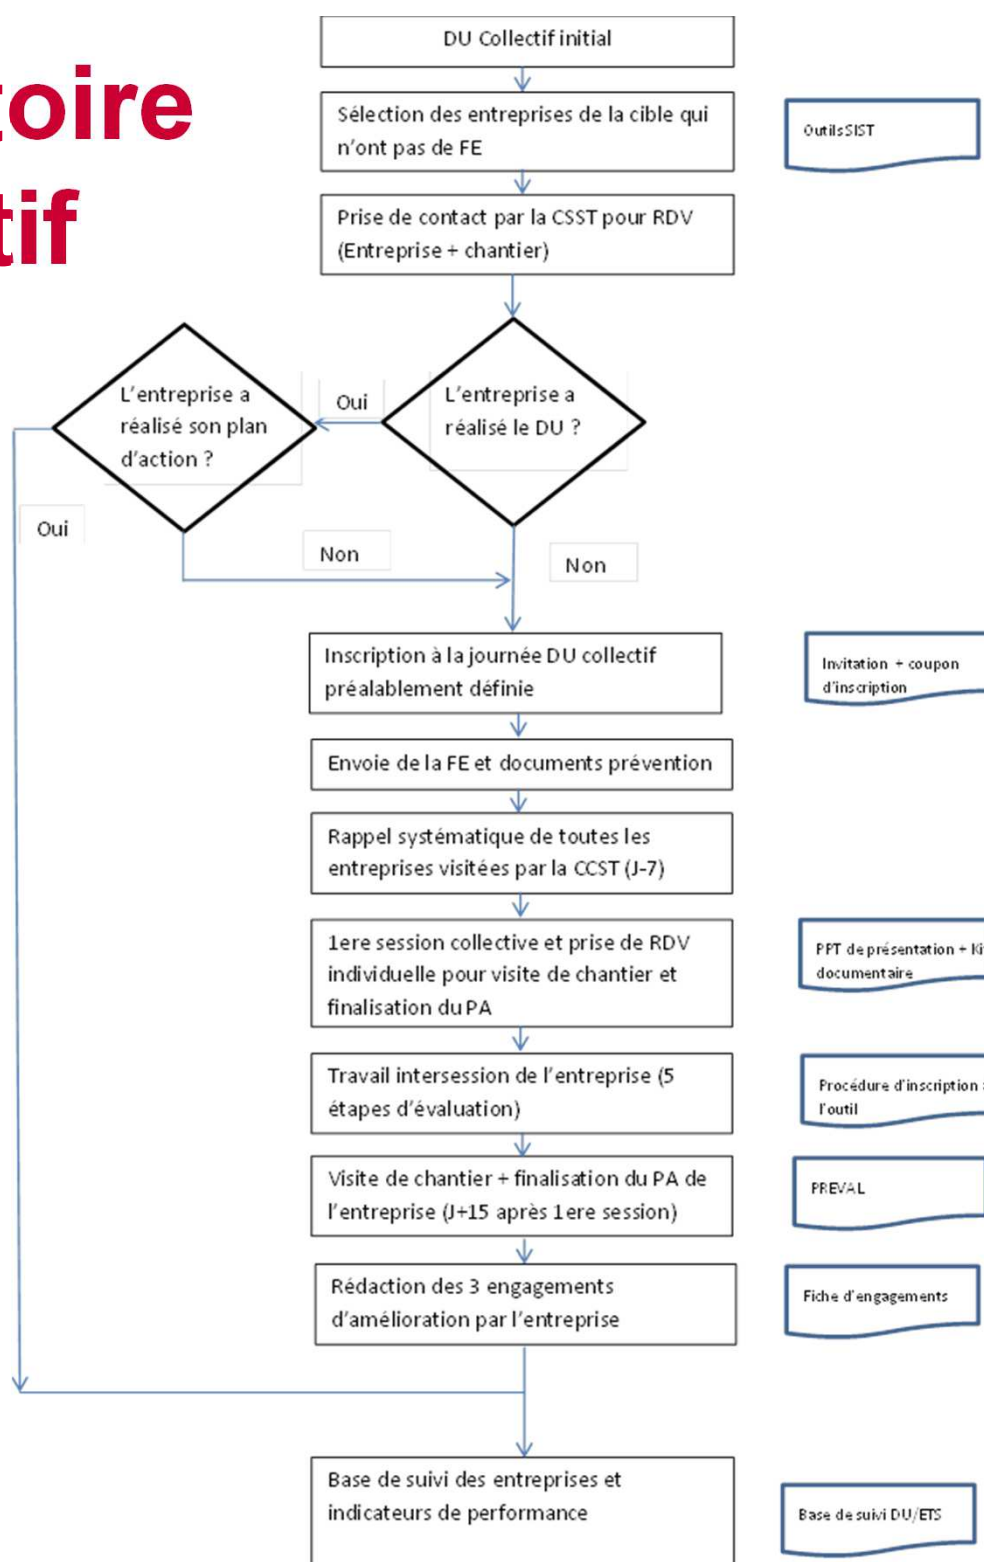 toire
tif
DU Collectif initial
Sélection des entreprises de la cible qui
n'ont pas de FE
OutilsSIST
Prise de contact par la CSST pour RDV
(Entreprise + chantier)
L'entreprise a
réalisé son plan
d'action ?
Oui
L'entreprise a
réalisé le DU ?
Oui
Non
Non
Inscription à la journée DU collectif
préalablement définie
Invitation + coupon
d'inscription
Envoie de la FE et documents prévention
Rappel systématique de toutes les
entreprises visitées par la CCST (J-7)
1ere session collective et prise de RDV
individuelle pour visite de chantier et
finalisation du PA
PPT de présentation + Ki
documentaire
Travail intersession de l'entreprise (5
étapes d'évaluation)
Procédure d'inscription
l'outil
Visite de chantier + finalisation du PA de
l'entreprise (J+15 après 1ere session)
PREVAL
Rédaction des 3 engagements
d'amélioration par l'entreprise
Fiche d'engagements
Base de suivi des entreprises et
indicateurs de performance
Base de suivi DU/ETS